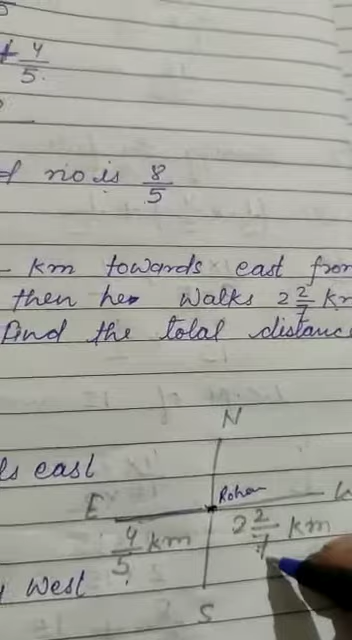 + 4/5
no is 8/5
km towards east from
then he walks 2 2/7 km
find the total distance
N
east
E Rohan
4/5 km 2 2/7 km
West
S